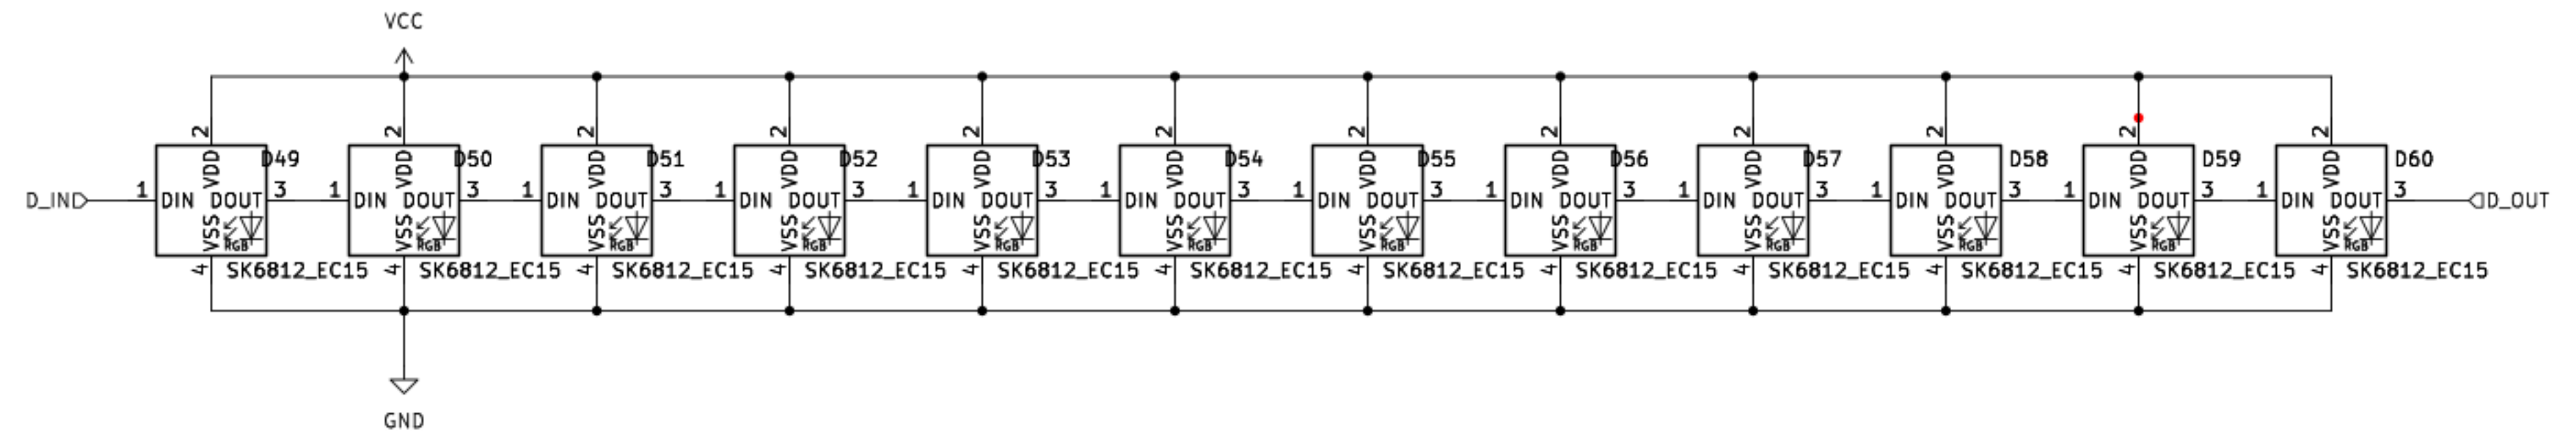 VCC
2 2 2 2 2 2 2 2 2 2 2 2
D49 D50 D51 D52 D53 D54 D55 D56 D57 D58 D59 D60
VDD VDD VDD VDD VDD VDD VDD VDD VDD VDD VDD VDD
1 3 1 3 1 3 1 3 1 3 1 3 1 3 1 3 1 3 1 3 1 3 1 3
D_IN DIN DOUT DIN DOUT DIN DOUT DIN DOUT DIN DOUT DIN DOUT DIN DOUT DIN DOUT DIN DOUT DIN DOUT DIN DOUT DIN DOUT D_OUT
VSS VSS VSS VSS VSS VSS VSS VSS VSS VSS VSS VSS
RGB RGB RGB RGB RGB RGB RGB RGB RGB RGB RGB RGB
4 SK6812_EC15 4 SK6812_EC15 4 SK6812_EC15 4 SK6812_EC15 4 SK6812_EC15 4 SK6812_EC15 4 SK6812_EC15 4 SK6812_EC15 4 SK6812_EC15 4 SK6812_EC15 4 SK6812_EC15 4 SK6812_EC15
GND